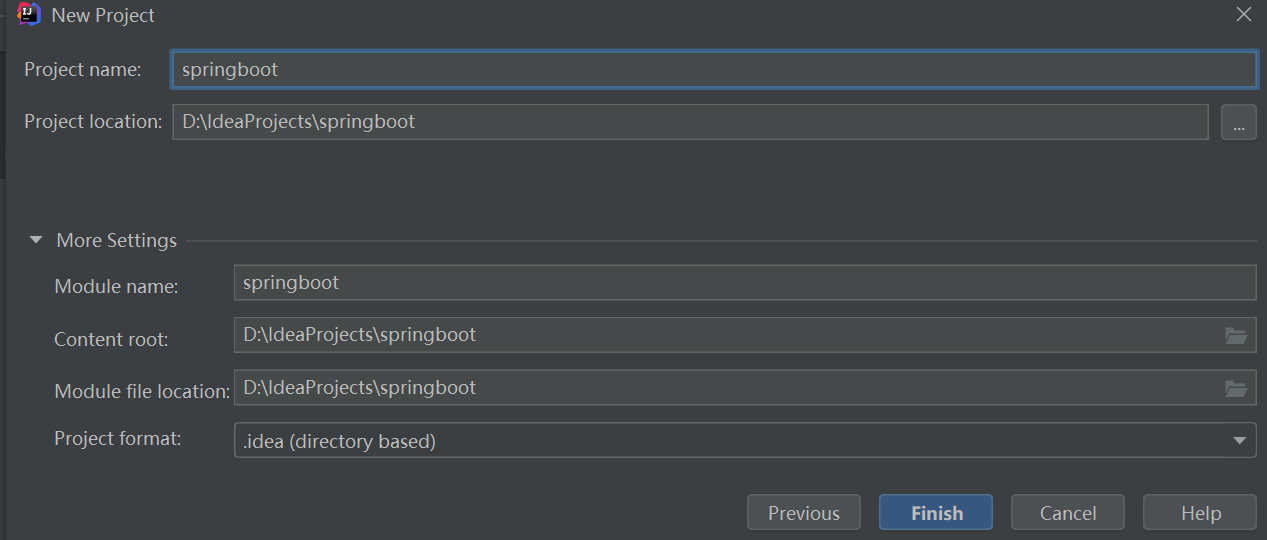 New Project
Project name: springboot
Project location: D:\IdeaProjects\springboot ...
More Settings
Module name: springboot
Content root: D:\IdeaProjects\springboot
Module file location: D:\IdeaProjects\springboot
Project format: .idea (directory based)
Previous Finish Cancel Help